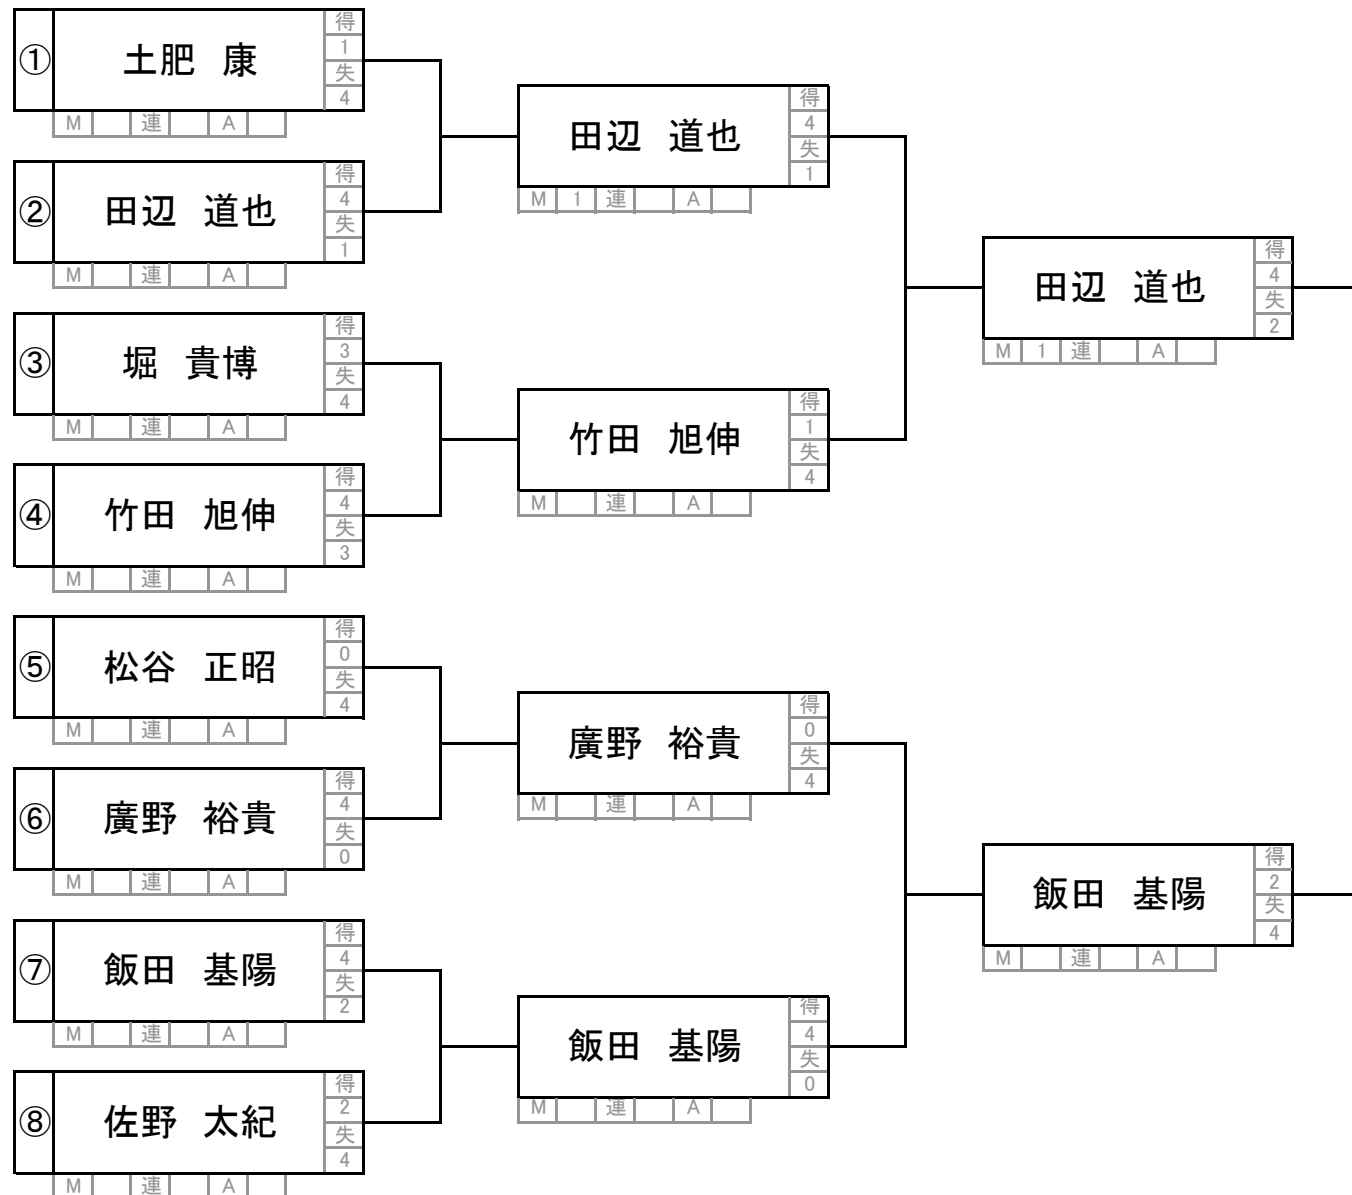 ① 土肥 康 得 1 失 4
M 連 A
② 田辺 道也 得 4 失 1
M 連 A
③ 堀 貴博 得 3 失 4
M 連 A
④ 竹田 旭伸 得 4 失 3
M 連 A
⑤ 松谷 正昭 得 0 失 4
M 連 A
⑥ 廣野 裕貴 得 4 失 0
M 連 A
⑦ 飯田 基陽 得 4 失 2
M 連 A
⑧ 佐野 太紀 得 2 失 4
M 連 A
田辺 道也 得 4 失 1
M 1 連 A
竹田 旭伸 得 1 失 4
M 連 A
廣野 裕貴 得 0 失 4
M 連 A
飯田 基陽 得 4 失 0
M 連 A
田辺 道也 得 4 失 2
M 1 連 A
飯田 基陽 得 2 失 4
M 連 A